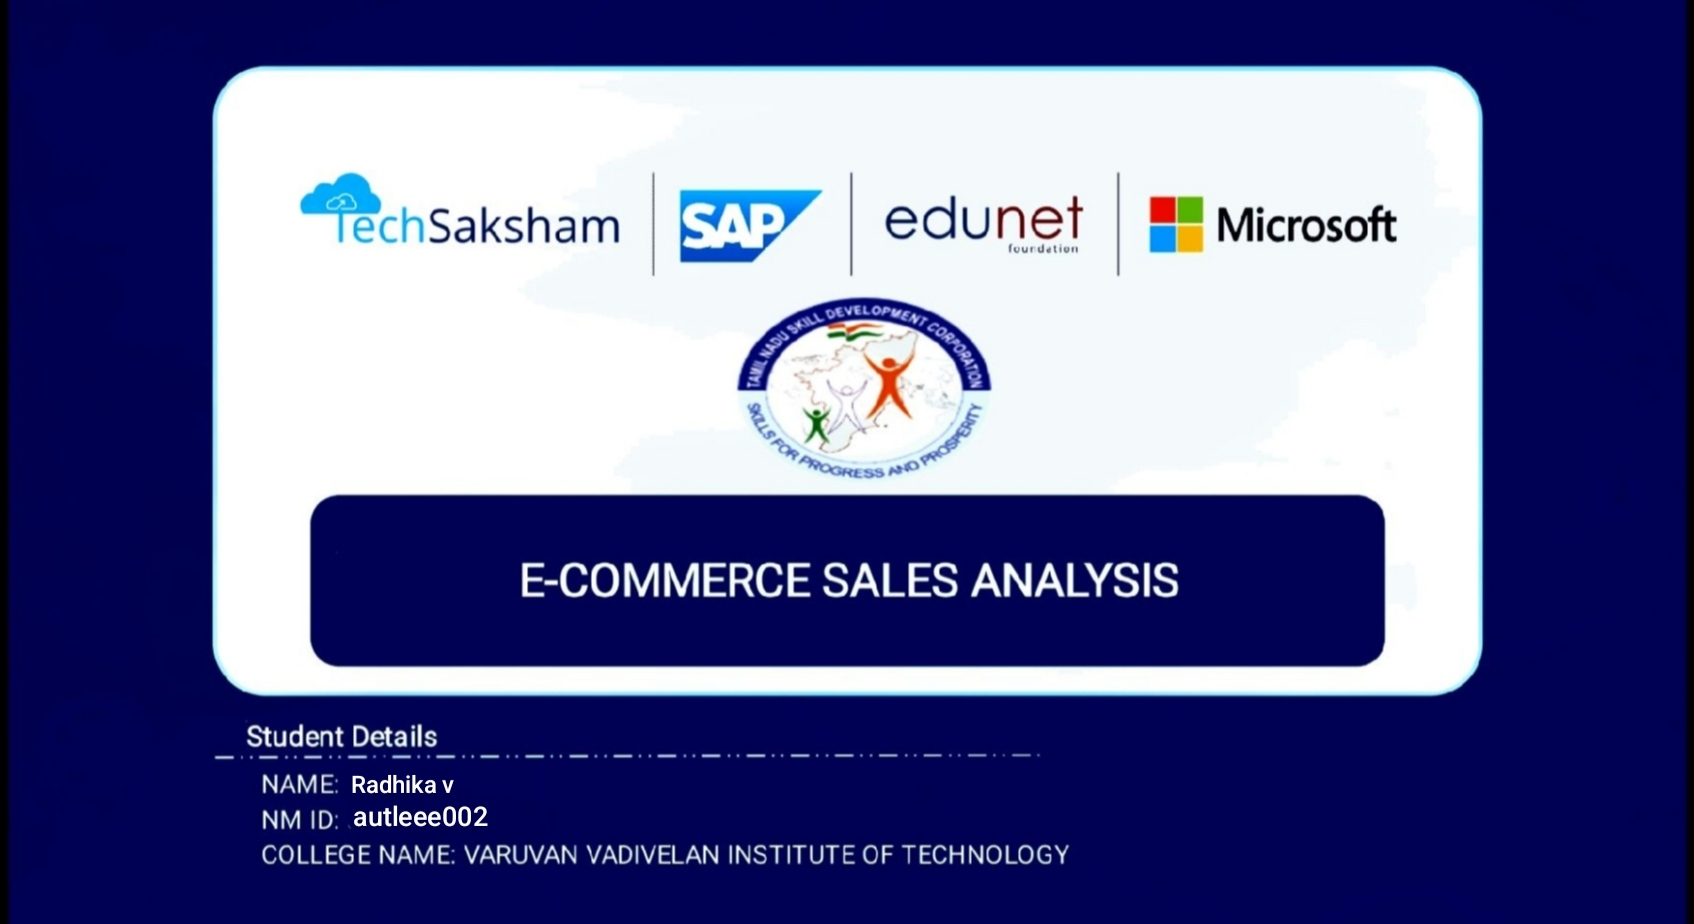 TechSaksham
SAP
edunet
foundation
Microsoft
TAMIL NADU SKILL DEVELOPMENT CORPORATION
SKILLS FOR PROGRESS AND PROSPERITY
E-COMMERCE SALES ANALYSIS
Student Details
NAME: Radhika v
NM ID: autleee002
COLLEGE NAME: VARUVAN VADIVELAN INSTITUTE OF TECHNOLOGY